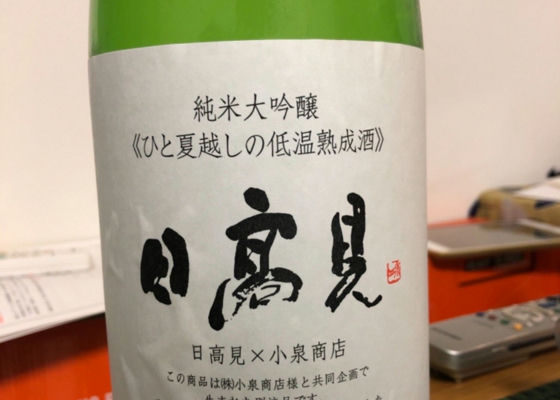 純米大吟醸
《ひと夏越しの低温熟成酒》
日高見
日高見×小泉商店
この商品は㈱小泉商店様と共同企画で